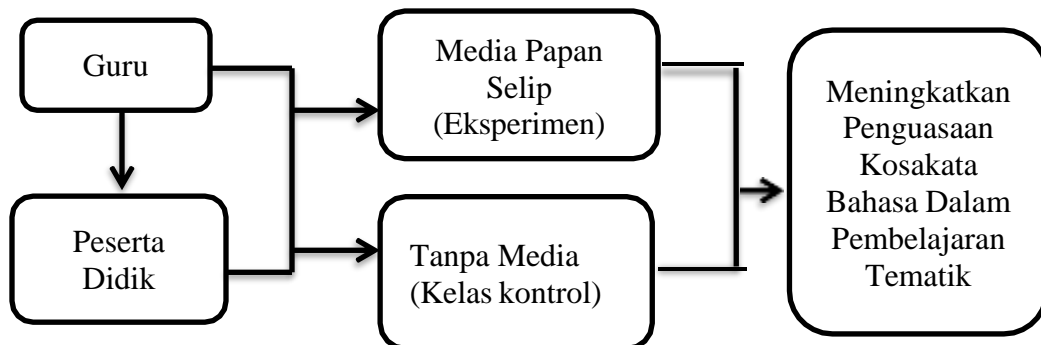 Guru
Peserta
Didik
Media Papan
Selip
(Eksperimen)
Tanpa Media
(Kelas kontrol)
Meningkatkan
Penguasaan
Kosakata
Bahasa Dalam
Pembelajaran
Tematik